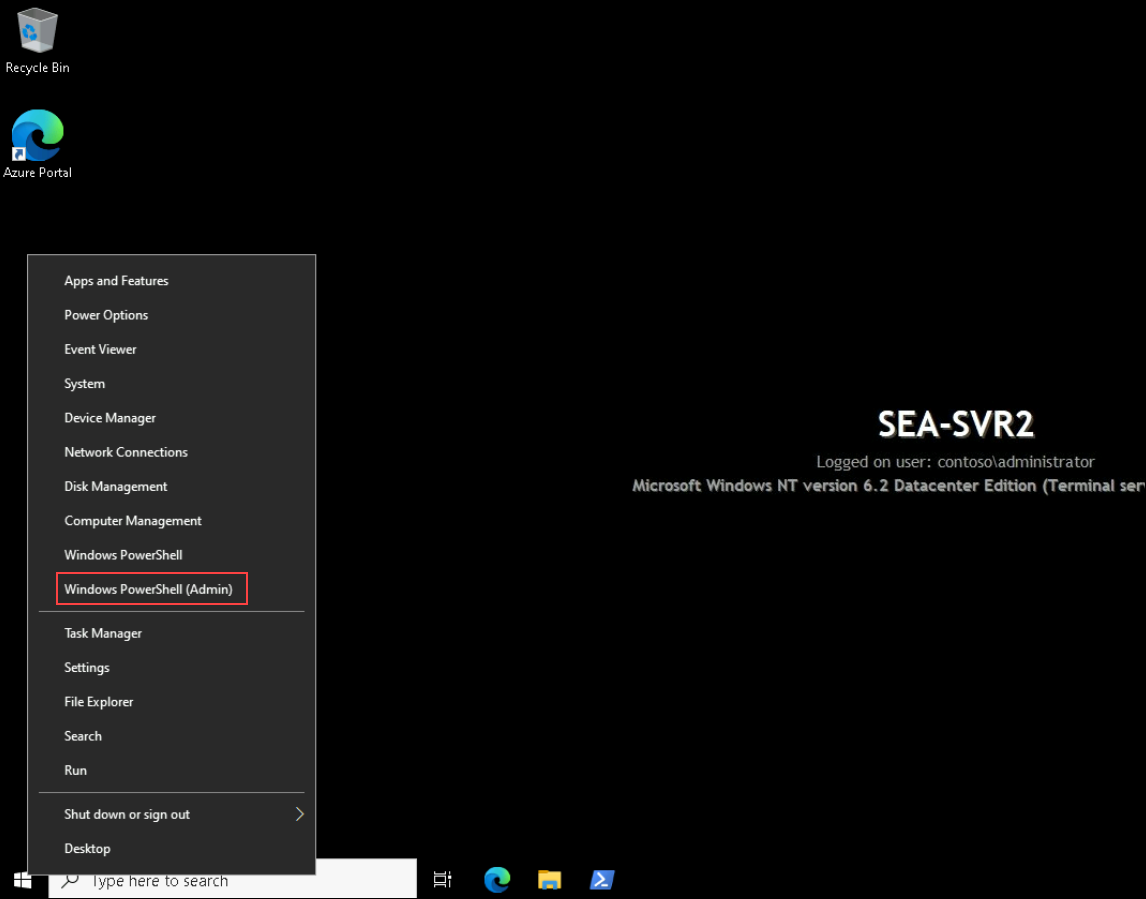 Recycle Bin
Azure Portal
Apps and Features
Power Options
Event Viewer
System
Device Manager
Network Connections
Disk Management
Computer Management
Windows PowerShell
Windows PowerShell (Admin)
Task Manager
Settings
File Explorer
Search
Run
Shut down or sign out
Desktop
SEA-SVR2
Logged on user: contoso\administrator
Microsoft Windows NT version 6.2 Datacenter Edition (Terminal ser
Type here to search